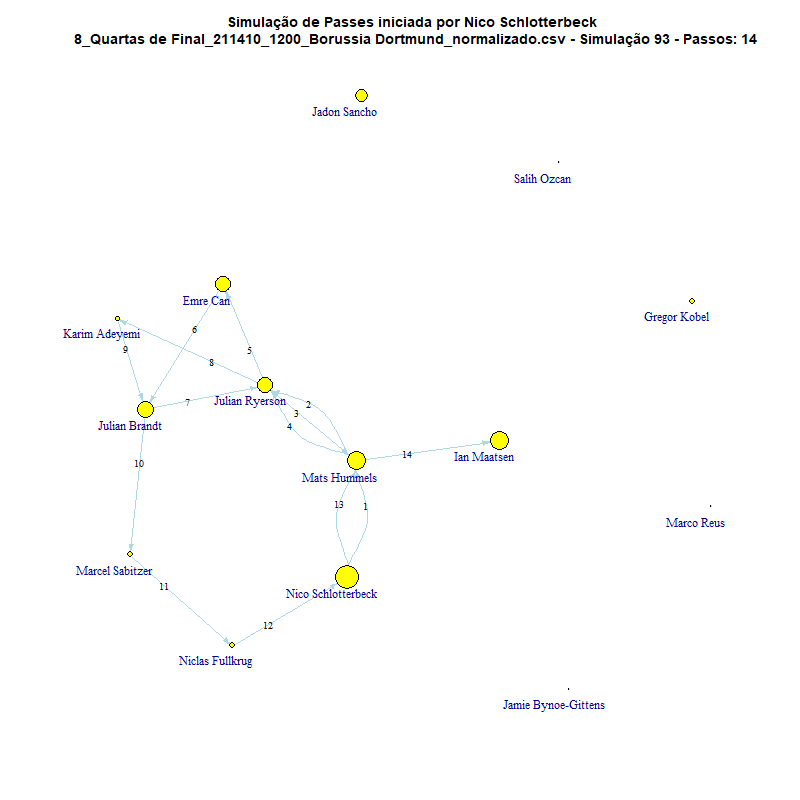 Simulação de Passes iniciada por Nico Schlotterbeck
8_Quartas de Final_211410_1200_Borussia Dortmund_normalizado.csv - Simulação 93 - Passos: 14
Jadon Sancho
Salih Ozcan
Emre Can
Gregor Kobel
Karim Adeyemi
6
9
5
8
Julian Ryerson
7
2
3
4
Julian Brandt
14
Ian Maatsen
10
Mats Hummels
13
1
Marco Reus
Marcel Sabitzer
11
Nico Schlotterbeck
12
Niclas Fullkrug
Jamie Bynoe-Gittens